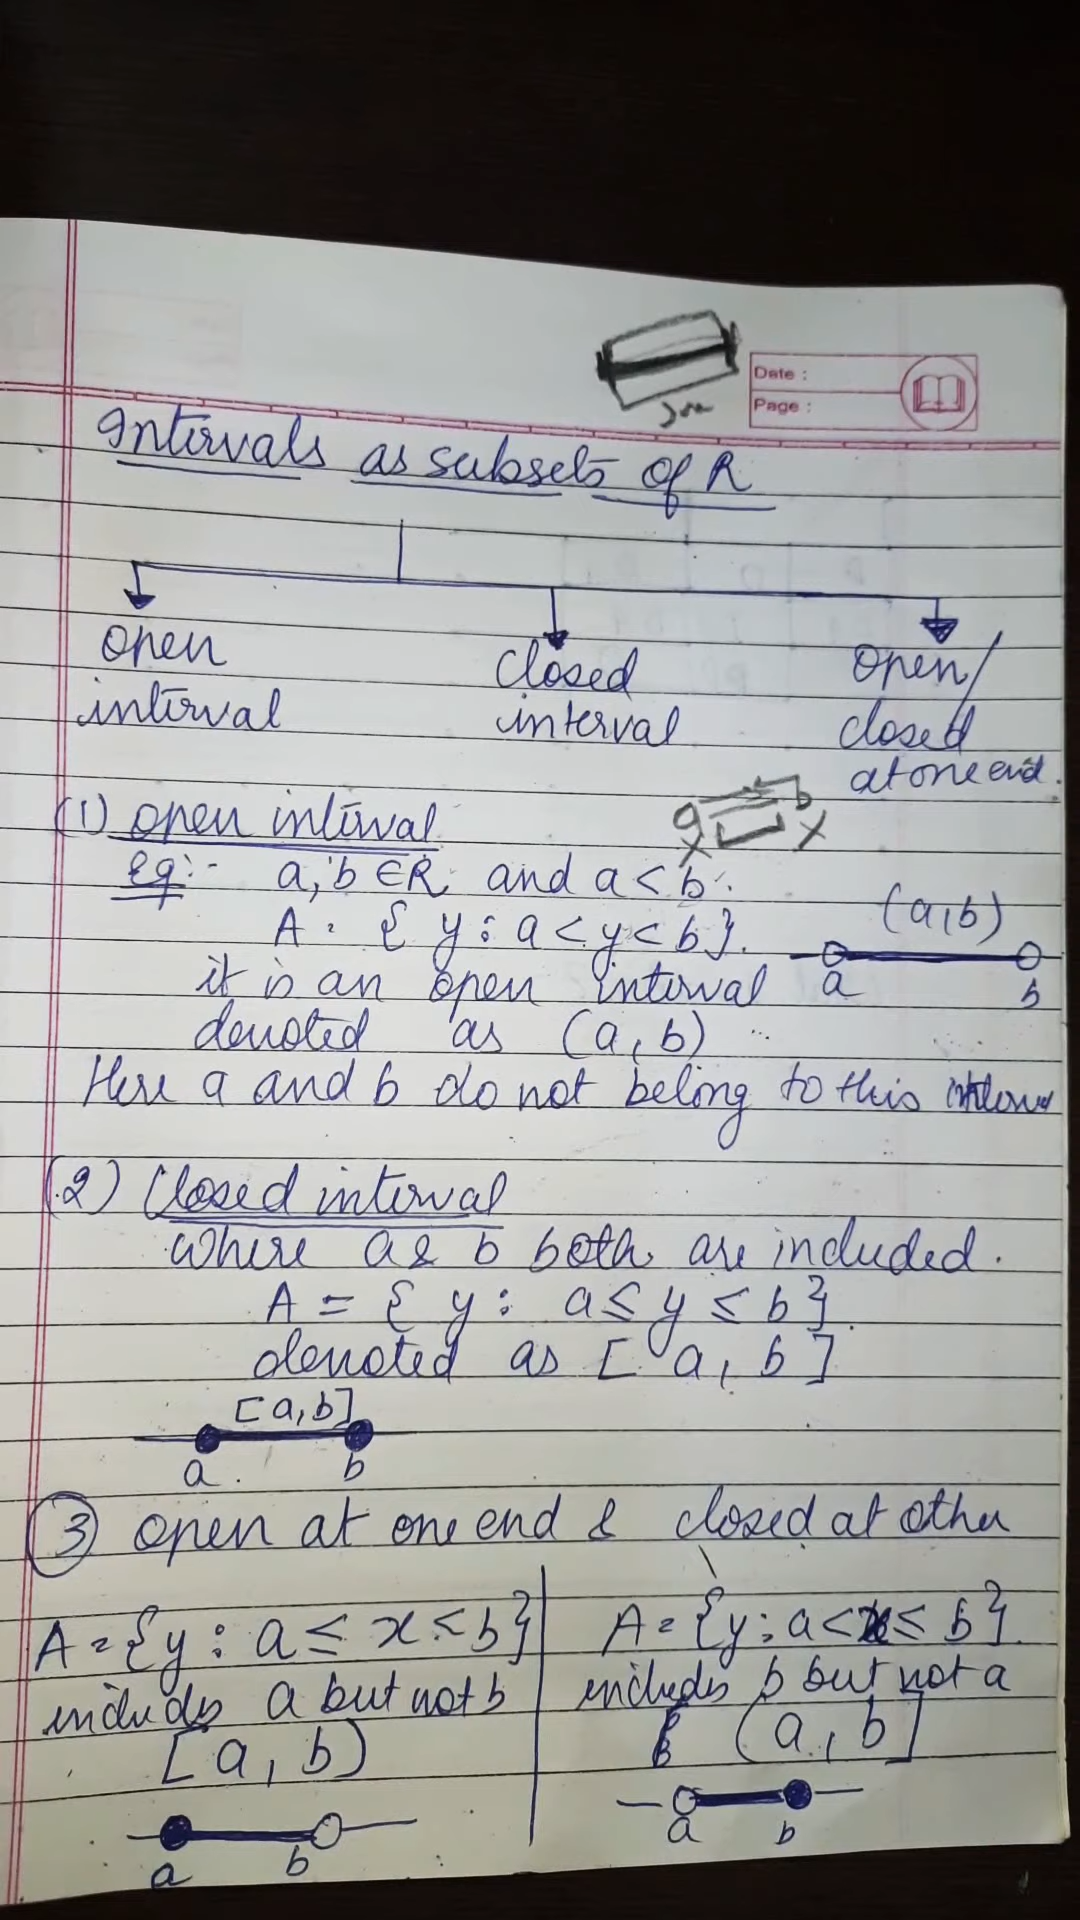 Date :
Page :
Intervals as subsets of R
open interval
closed interval
open/ closed at one end.
(1) open interval
a b
x x
Eg:- a, b ∈ R and a < b.
(a, b)
A = { y : a < y < b }.
a b
it is an open interval
denoted as (a, b)
Here a and b do not belong to this interval
(2) Closed interval
where a & b both are included.
A = { y : a ≤ y ≤ b }.
denoted as [ a, b ]
[a, b]
a b
(3) open at one end & closed at other
A = {y : a ≤ x < b}
includes a but not b
[a, b)
a b
A = {y : a < x ≤ b}.
includes b but not a
(a, b]
a b